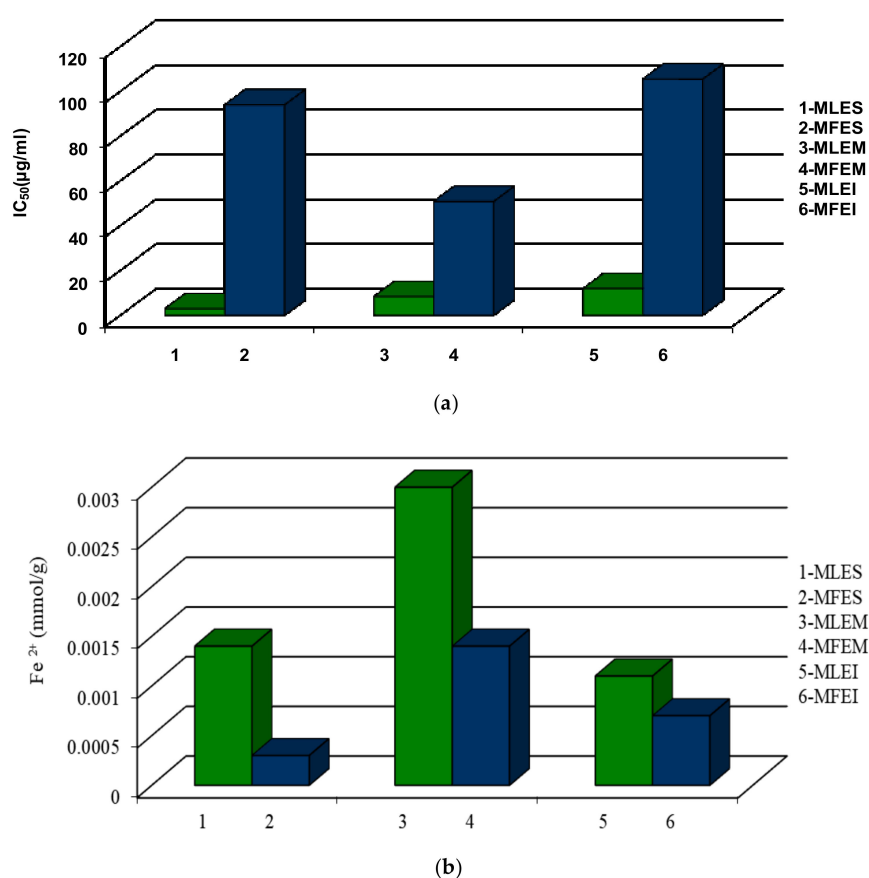 120
100
80
60
40
20
0
IC50(µg/ml)
1 2 3 4 5 6
1-MLES
2-MFES
3-MLEM
4-MFEM
5-MLEI
6-MFEI
(a)
0.003
0.0025
0.002
0.0015
0.001
0.0005
0
Fe 2+ (mmol/g)
1 2 3 4 5 6
1-MLES
2-MFES
3-MLEM
4-MFEM
5-MLEI
6-MFEI
(b)